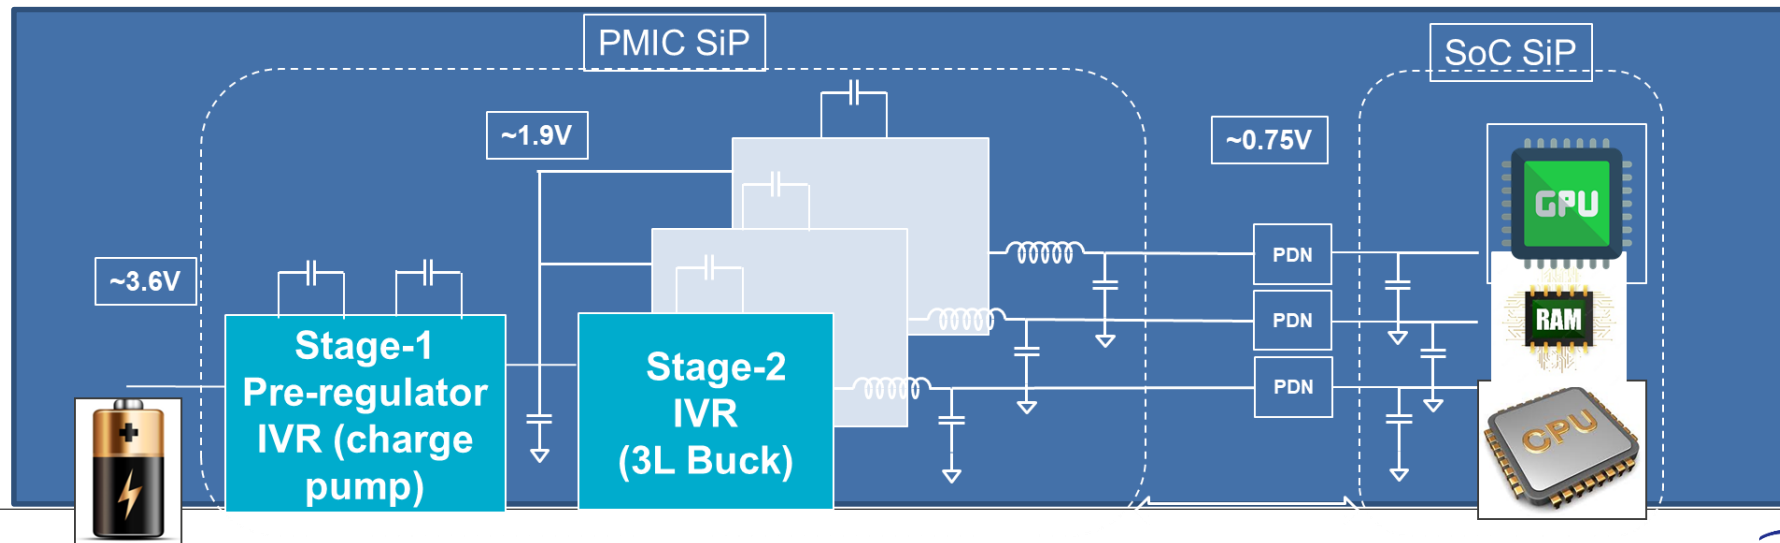 PMIC SiP
SoC SiP
~1.9V
~0.75V
GPU
~3.6V
PDN
RAM
PDN
Stage-1
Pre-regulator
IVR (charge
pump)
Stage-2
IVR
(3L Buck)
PDN
CPU